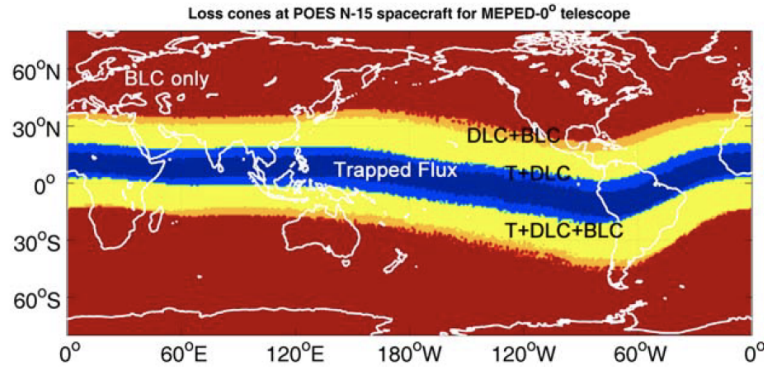 Loss cones at POES N-15 spacecraft for MEPED-0⁰ telescope
60°N
BLC only
30°N
DLC+BLC
Trapped Flux
T+DLC
0°
T+DLC+BLC
30°S
60°S
0° 60°E 120°E 180°W 120°W 60°W 0°